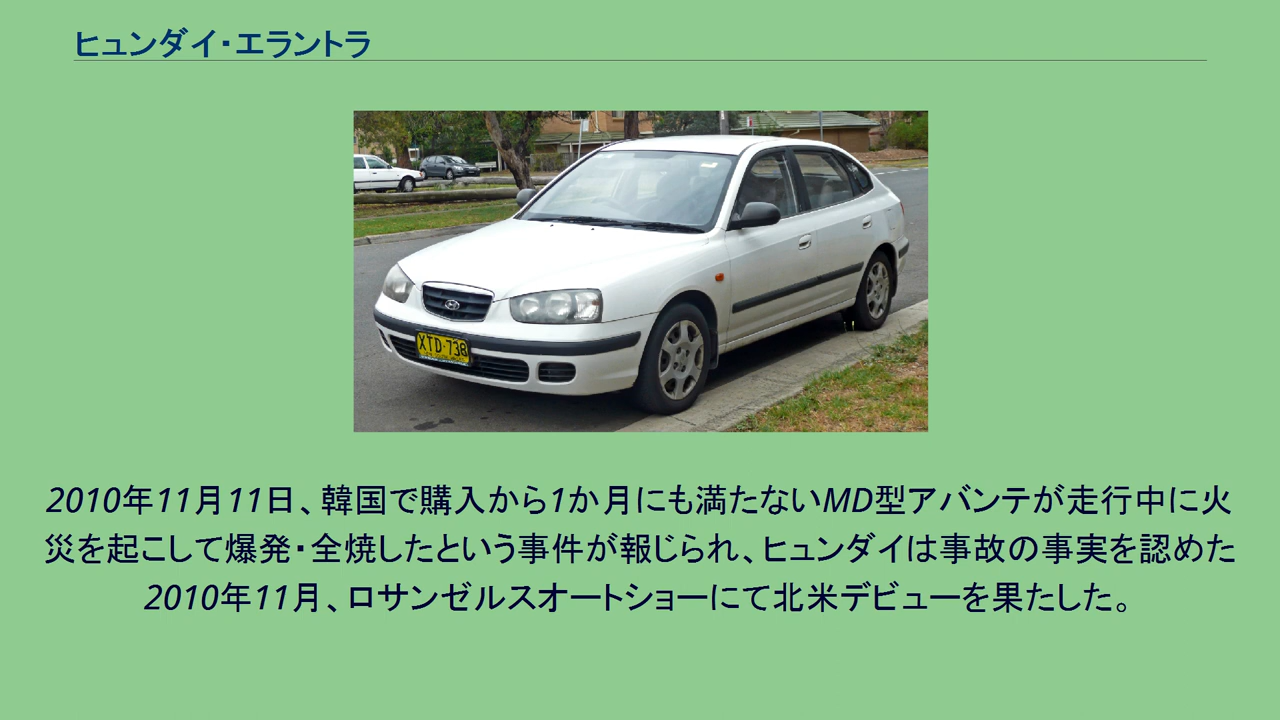 ヒュンダイ・エラントラ
XTD-738
2010年11月11日、韓国で購入から1か月にも満たないMD型アバンテが走行中に火
災を起こして爆発・全焼したという事件が報じられ、ヒュンダイは事故の事実を認めた
2010年11月、ロサンゼルスオートショーにて北米デビューを果たした。